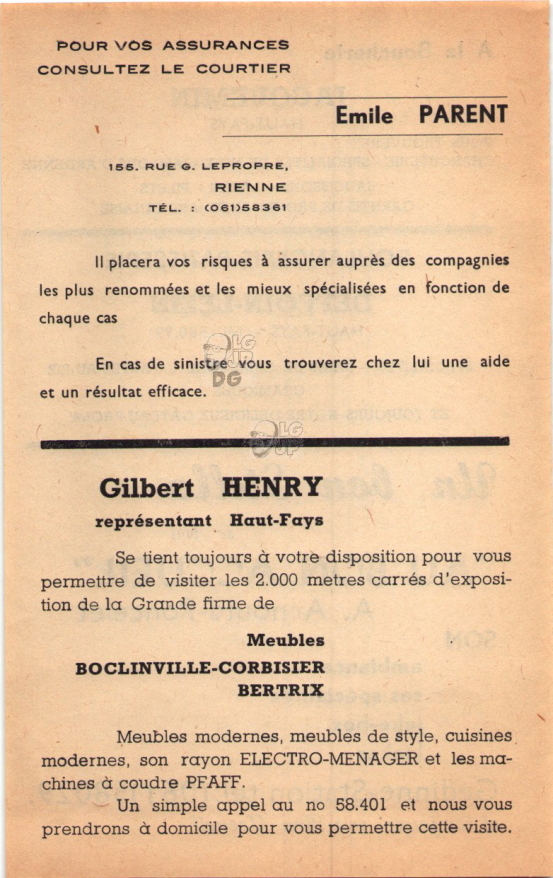 POUR VOS ASSURANCES
CONSULTEZ LE COURTIER
Emile PARENT
155. RUE G. LEPROPRE,
RIENNE
TÉL. : (061)58361
Il placera vos risques à assurer auprès des compagnies
les plus renommées et les mieux spécialisées en fonction de
chaque cas
En cas de sinistre vous trouverez chez lui une aide
et un résultat efficace.
Gilbert HENRY
représentant Haut-Fays
Se tient toujours à votre disposition pour vous
permettre de visiter les 2.000 metres carrés d'exposi-
tion de la Grande firme de
Meubles
BOCLINVILLE-CORBISIER
BERTRIX
Meubles modernes, meubles de style, cuisines
modernes, son rayon ELECTRO-MENAGER et les ma-
chines à coudre PFAFF.
Un simple appel au no 58.401 et nous vous
prendrons à domicile pour vous permettre cette visite.